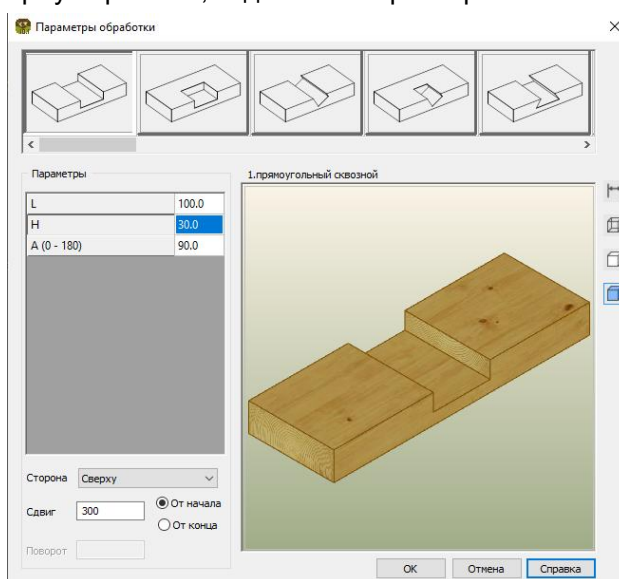 Параметры обработки
Параметры
1.прямоугольный сквозной
L 100.0
H 30.0
A (0 - 180) 90.0
Сторона Сверху
Сдвиг 300
От начала
От конца
Поворот
ОК Отмена Справка